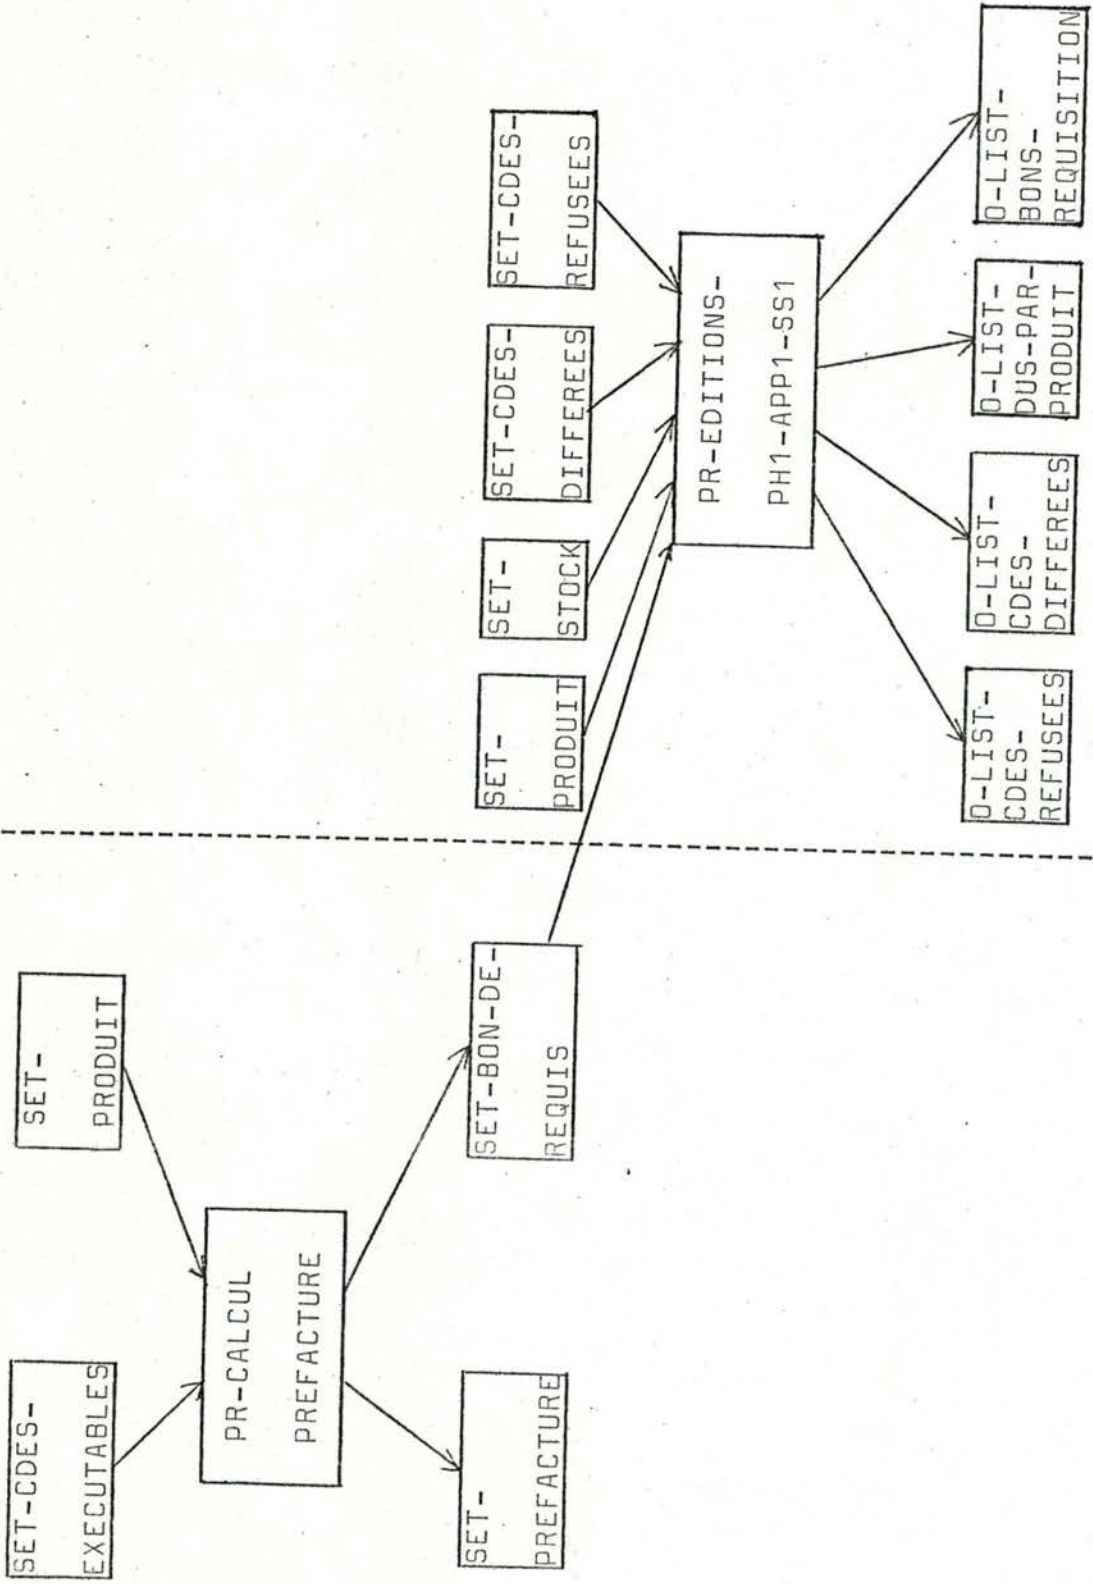 SET-CDES-
EXECUTABLES
SET-
PRODUIT
PR-CALCUL
PREFACTURE
SET-
PREFACTURE
SET-BON-DE-
REQUIS
SET-
PRODUIT
SET-
STOCK
SET-CDES-
DIFFEREES
SET-CDES-
REFUSEES
PR-EDITIONS-
PH1-APP1-SS1
O-LIST-
CDES-
REFUSEES
O-LIST-
CDES-
DIFFEREES
O-LIST-
DUS-PAR-
PRODUIT
O-LIST-
BONS-
REQUISITION